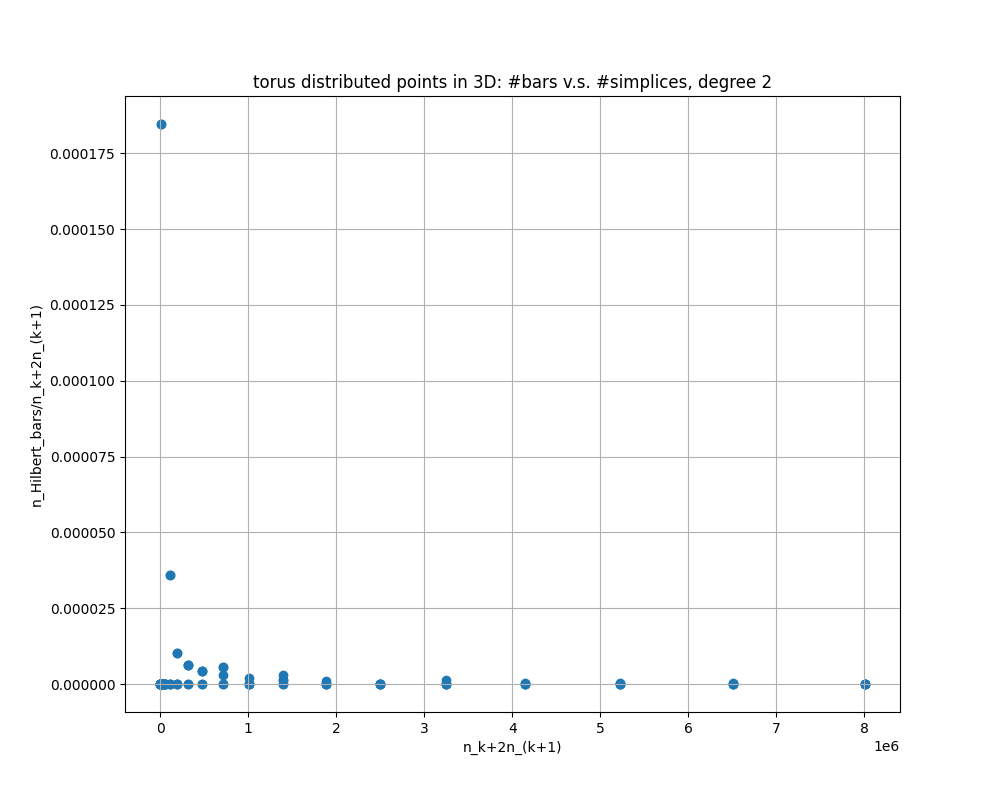 torus distributed points in 3D: #bars v.s. #simplices, degree 2
n_Hilbert_bars/n_k+2n_(k+1)
0.000175
0.000150
0.000125
0.000100
0.000075
0.000050
0.000025
0.000000
0 1 2 3 4 5 6 7 8
1e6
n_k+2n_(k+1)